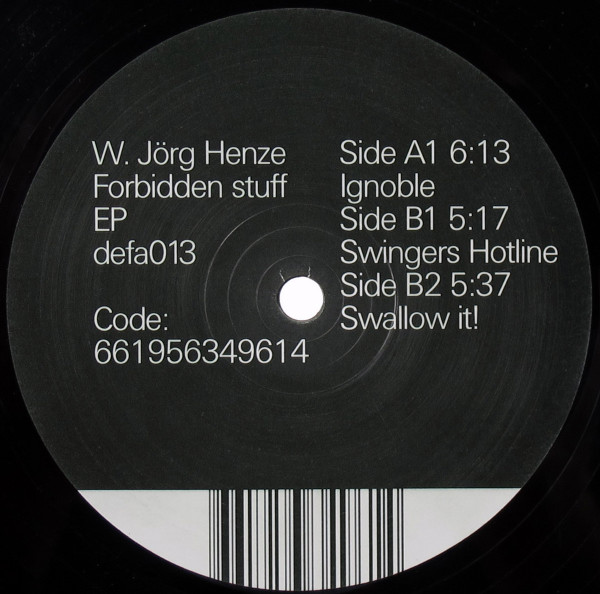 W. Jörg Henze
Forbidden stuff
EP
defa013
Code:
661956349614
Side A1 6:13
Ignoble
Side B1 5:17
Swingers Hotline
Side B2 5:37
Swallow it!